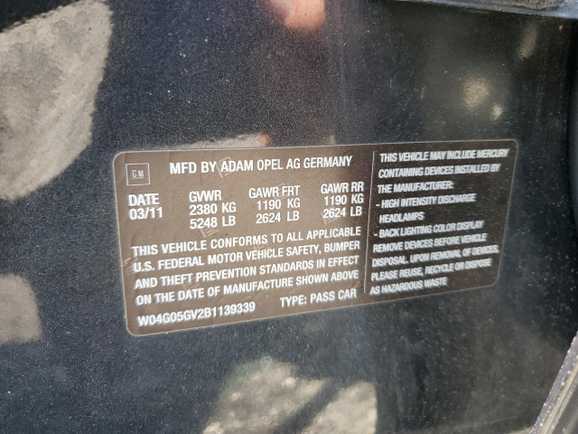 GM
MFD BY ADAM OPEL AG GERMANY
DATE GVWR GAWR FRT GAWR RR
03/11 2380 KG 1190 KG 1190 KG
5248 LB 2624 LB 2624 LB
THIS VEHICLE CONFORMS TO ALL APPLICABLE
U.S. FEDERAL MOTOR VEHICLE SAFETY, BUMPER
AND THEFT PREVENTION STANDARDS IN EFFECT
ON THE DATE OF MANUFACTURE SHOWN ABOVE
W04G05GV2B1139339 TYPE: PASS CAR
THIS VEHICLE MAY INCLUDE MERCURY
CONTAINING DEVICES INSTALLED BY
THE MANUFACTURER:
- HIGH INTENSITY DISCHARGE
HEADLAMPS
- BACK LIGHTING COLOR DISPLAY
REMOVE DEVICES BEFORE VEHICLE
DISPOSAL. UPON REMOVAL OF DEVICES,
PLEASE REUSE, RECYCLE OR DISPOSE
AS HAZARDOUS WASTE